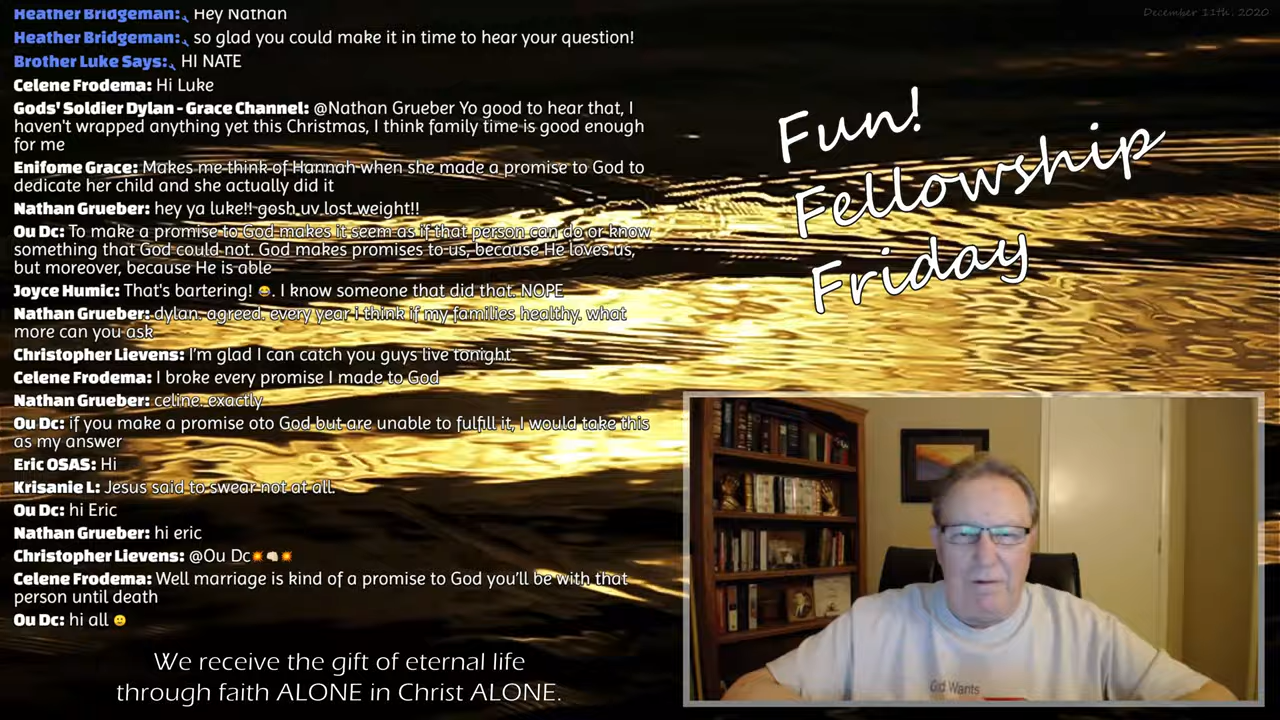 Heather Bridgeman: Hey Nathan
Heather Bridgeman: so glad you could make it in time to hear your question!
Brother Luke Says: HI NATE
Celene Frodema: Hi Luke
Gods' Soldier Dylan - Grace Channel: @Nathan Grueber Yo good to hear that, I
haven't wrapped anything yet this Christmas, I think family time is good enough
for me
Enifome Grace: Makes me think of Hannah when she made a promise to God to
dedicate her child and she actually did it
Nathan Grueber: hey ya luke!! gosh uv lost weight!!
Ou Dc: To make a promise to God makes it seem as if that person can do or know
something that God could not. God makes promises to us, because He loves us,
but moreover, because He is able
Joyce Humic: That's bartering! 😂. I know someone that did that. NOPE
Nathan Grueber: dylan. agreed. every year i think if my families healthy. what
more can you ask
Christopher Lievens: I'm glad I can catch you guys live tonight.
Celene Frodema: I broke every promise I made to God
Nathan Grueber: celine. exactly
Ou Dc: if you make a promise oto God but are unable to fulfill it, I would take this
as my answer
Eric OSAS: Hi
Krisanie L: Jesus said to swear not at all.
Ou Dc: hi Eric
Nathan Grueber: hi eric
Christopher Lievens: @Ou Dc💥👊🏻💥
Celene Frodema: Well marriage is kind of a promise to God you'll be with that
person until death
Ou Dc: hi all 🙂
We receive the gift of eternal life
through faith ALONE in Christ ALONE.
December 11th, 2020
Fun!
Fellowship
Friday
God Wants